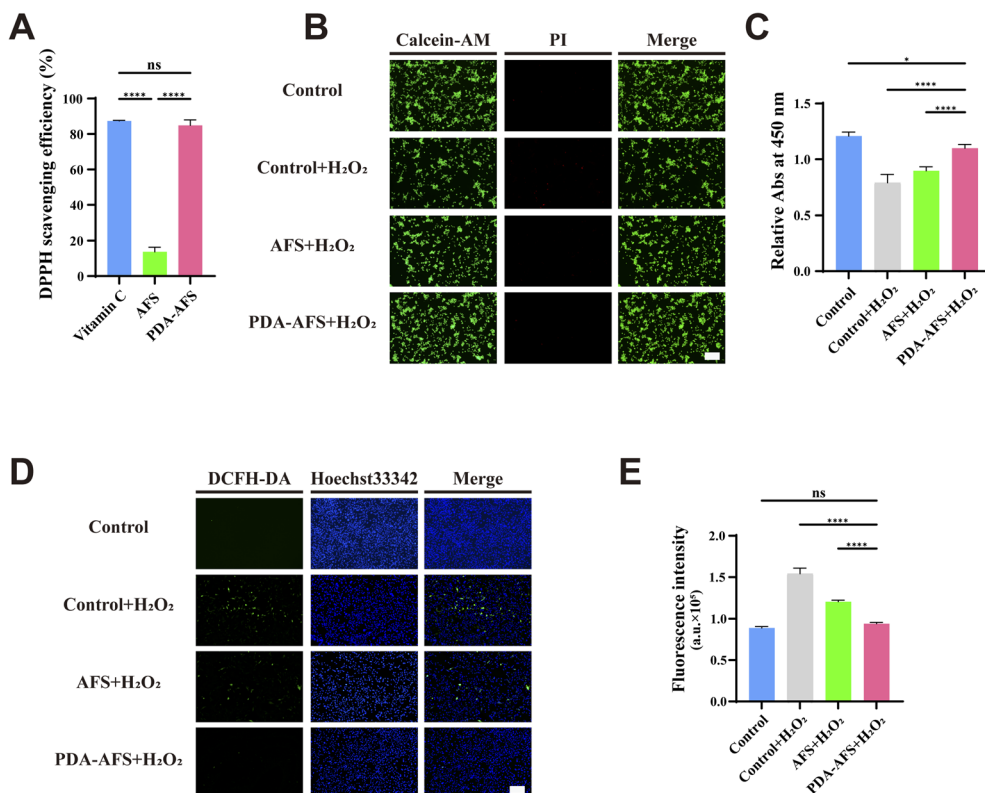 A
DPPH scavenging efficiency (%)
ns
**** ****
100
80
60
40
20
0
Vitamin C
AFS
PDA-AFS
B
Calcein-AM PI Merge
Control
Control+H₂O₂
AFS+H₂O₂
PDA-AFS+H₂O₂
C
Relative Abs at 450 nm
*
****
****
1.5
1.0
0.5
0.0
Control
Control+H₂O₂
AFS+H₂O₂
PDA-AFS+H₂O₂
D
DCFH-DA Hoechst33342 Merge
Control
Control+H₂O₂
AFS+H₂O₂
PDA-AFS+H₂O₂
E
Fluorescence intensity
(a.u.×10⁵)
ns
****
****
2.0
1.5
1.0
0.5
0.0
Control
Control+H₂O₂
AFS+H₂O₂
PDA-AFS+H₂O₂